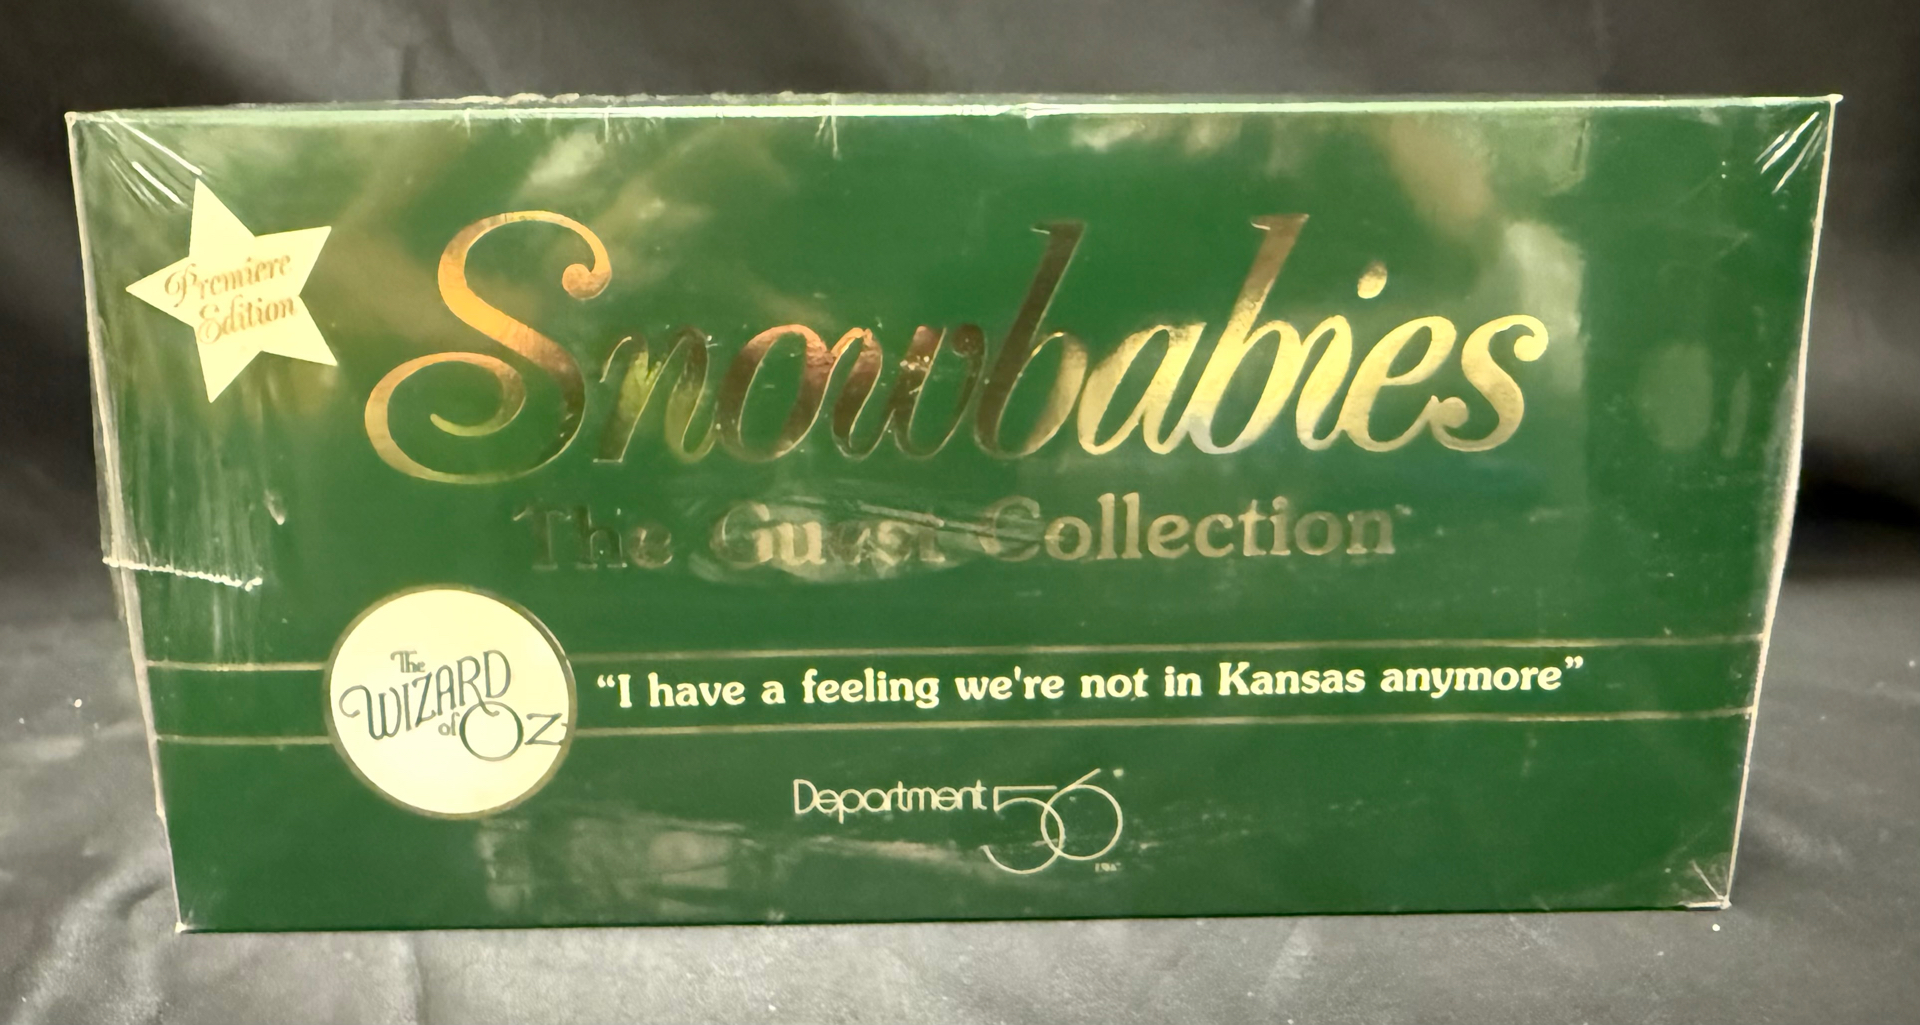 Premiere
Edition
Snowbabies
The Guest Collection
The
WIZARD
of OZ
“I have a feeling we're not in Kansas anymore”
Department 56